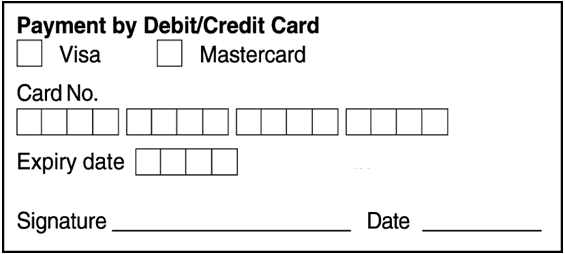 Payment by Debit/Credit Card
Visa Mastercard
Card No.
Expiry date
Signature Date